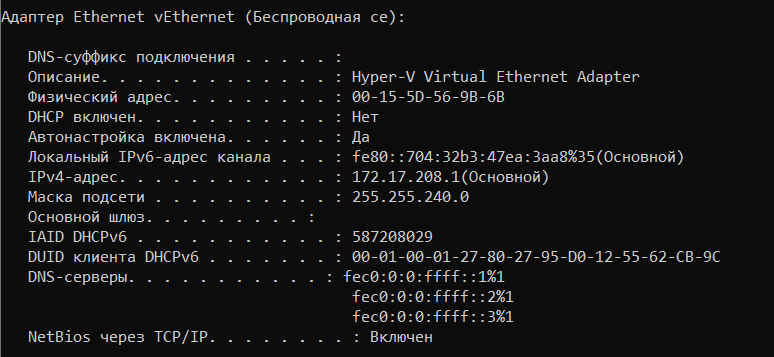 Адаптер Ethernet vEthernet (Беспроводная се):
DNS-суффикс подключения . . . . . :
Описание. . . . . . . . . . . . . : Hyper-V Virtual Ethernet Adapter
Физический адрес. . . . . . . . . : 00-15-5D-56-9B-6B
DHCP включен. . . . . . . . . . . : Нет
Автонастройка включена. . . . . . : Да
Локальный IPv6-адрес канала . . . : fe80::704:32b3:47ea:3aa8%35(Основной)
IPv4-адрес. . . . . . . . . . . . : 172.17.208.1(Основной)
Маска подсети . . . . . . . . . . : 255.255.240.0
Основной шлюз. . . . . . . . . :
IAID DHCPv6 . . . . . . . . . . . : 587208029
DUID клиента DHCPv6 . . . . . . . : 00-01-00-01-27-80-27-95-D0-12-55-62-CB-9C
DNS-серверы. . . . . . . . . . . : fec0:0:0:ffff::1%1
fec0:0:0:ffff::2%1
fec0:0:0:ffff::3%1
NetBios через TCP/IP. . . . . . . . : Включен